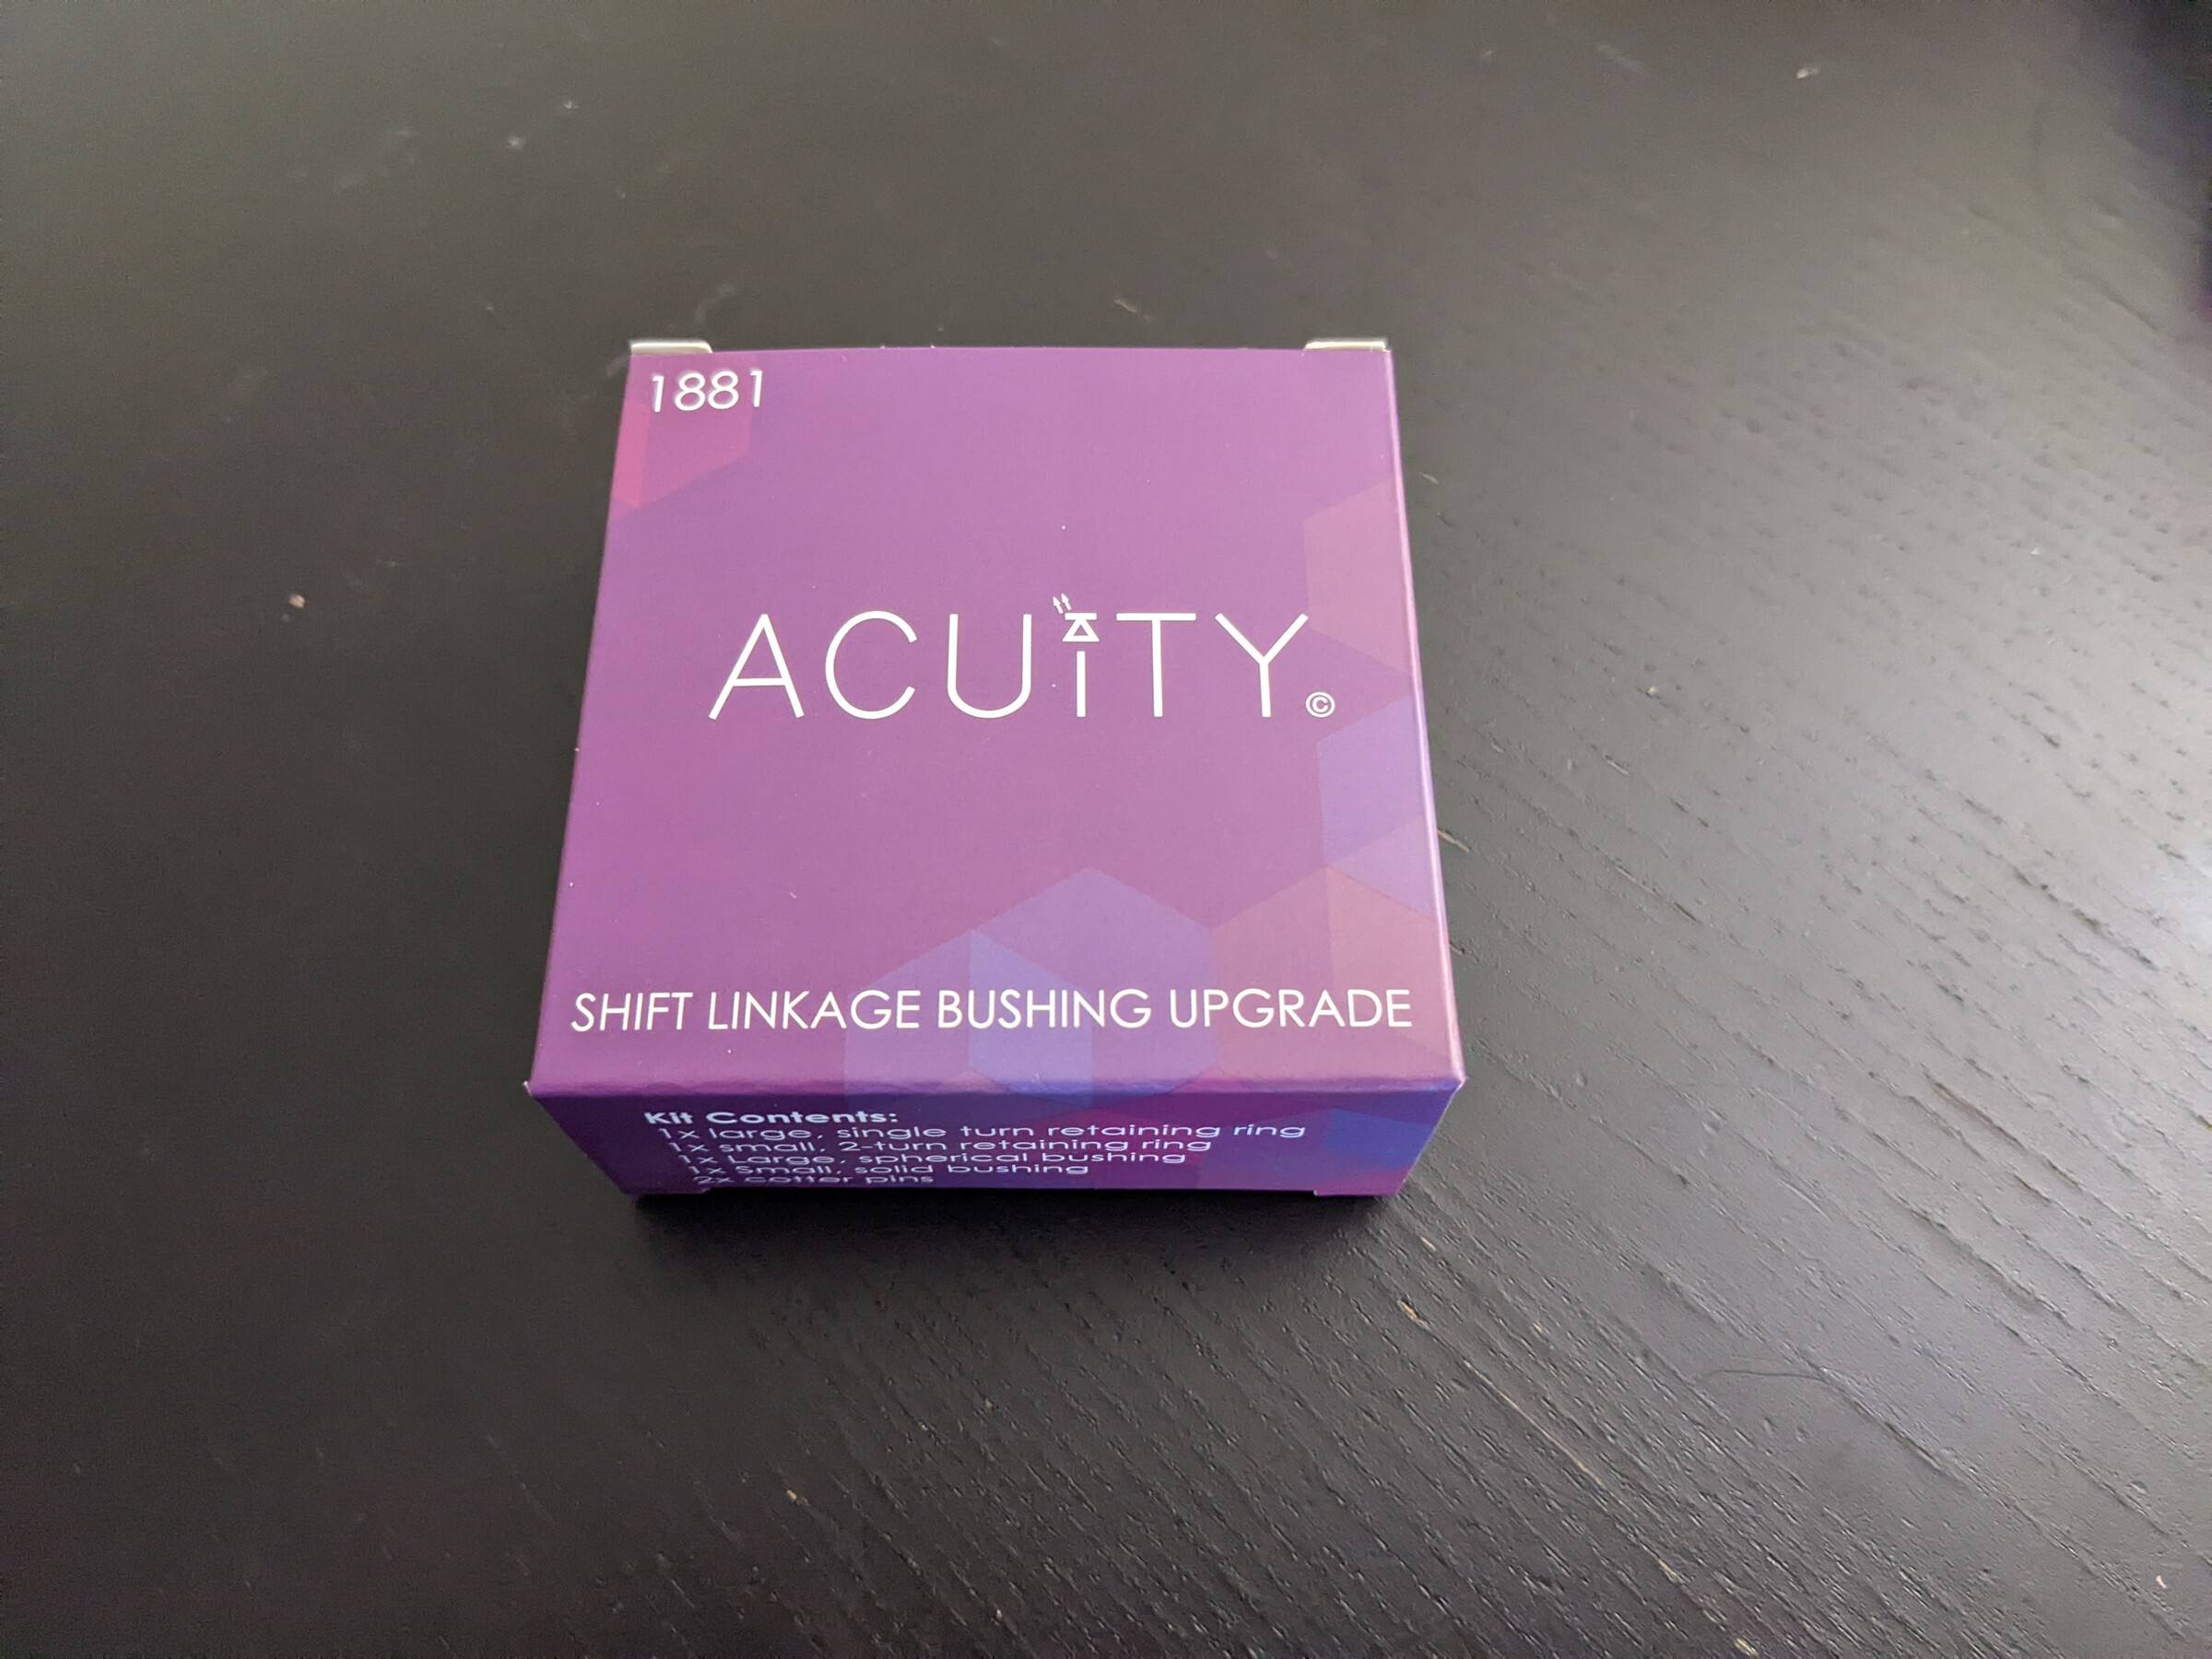 1881
ACUiTY©
SHIFT LINKAGE BUSHING UPGRADE
Kit Contents:
1x large, single turn retaining ring
1x small, 2-turn retaining ring
1x Large, spherical bushing
1x Small, solid bushing
2x cotter pins